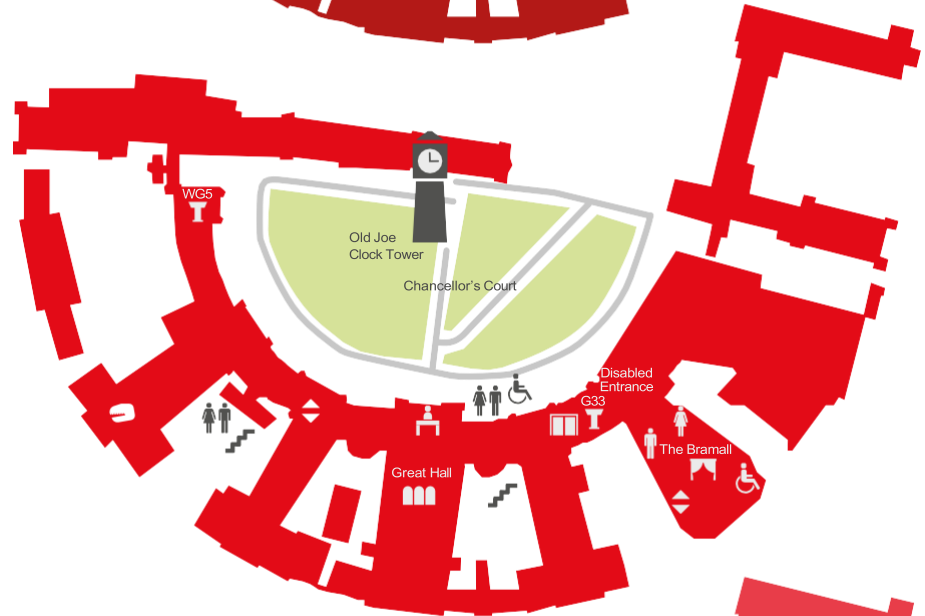 WG5
Old Joe
Clock Tower
Chancellor's Court
Disabled
Entrance
G33
The Bramall
Great Hall